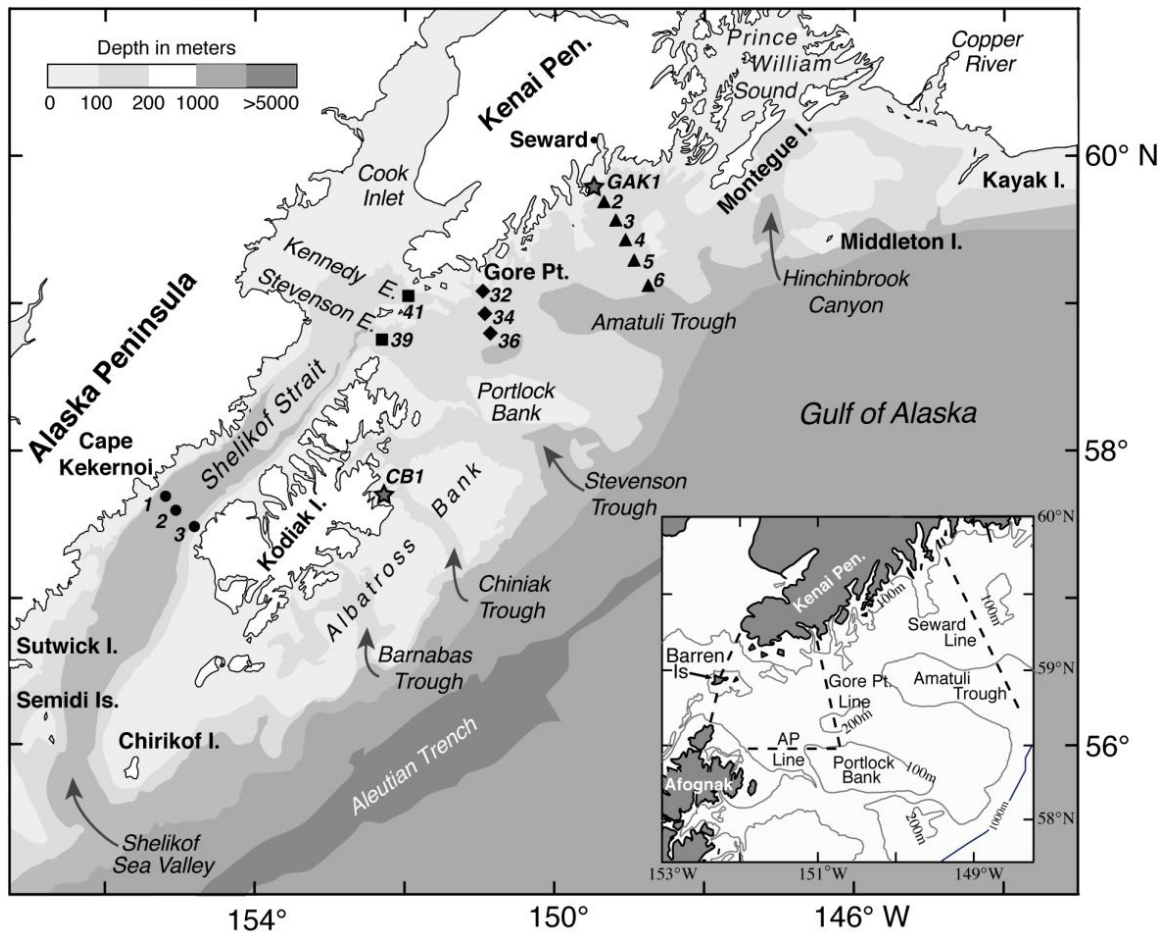 Depth in meters
0 100 200 1000 >5000
Kenai Pen.
Prince
William
Sound
Copper
River
Seward
60° N
Cook
Inlet
GAK1
2
3
4
5
6
Montegue I.
Kayak I.
Middleton I.
Hinchinbrook
Canyon
Kennedy E.
Stevenson E.
41
39
Gore Pt.
32
34
36
Amatuli Trough
Alaska Peninsula
Shelikof Strait
Portlock
Bank
Gulf of Alaska
58°
Cape
Kekernoi
1
2
3
CB1
Kodiak I.
Albatross Bank
Stevenson
Trough
Chiniak
Trough
Barnabas
Trough
Sutwick I.
Semidi Is.
Chirikof I.
Aleutian Trench
56°
Shelikof
Sea Valley
154° 150° 146° W
60°N
Kenai Pen.
100m
100m
Seward
Line
Barren
Is
59°N
Gore Pt.
Line
Amatuli
Trough
200m
AP
Line
Portlock
Bank
100m
Afognak
200m
1000m
58°N
153°W 151°W 149°W